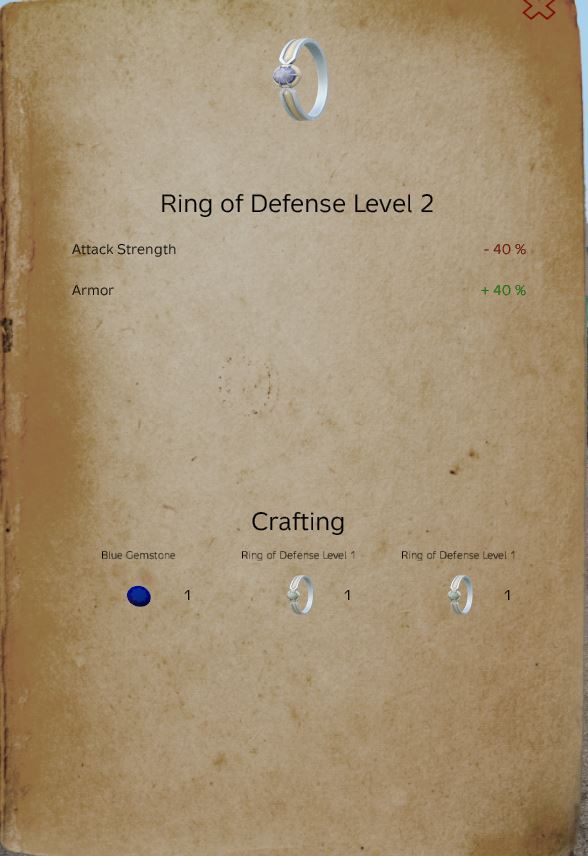 Ring of Defense Level 2
Attack Strength - 40 %
Armor + 40 %
Crafting
Blue Gemstone Ring of Defense Level 1 Ring of Defense Level 1
1 1 1